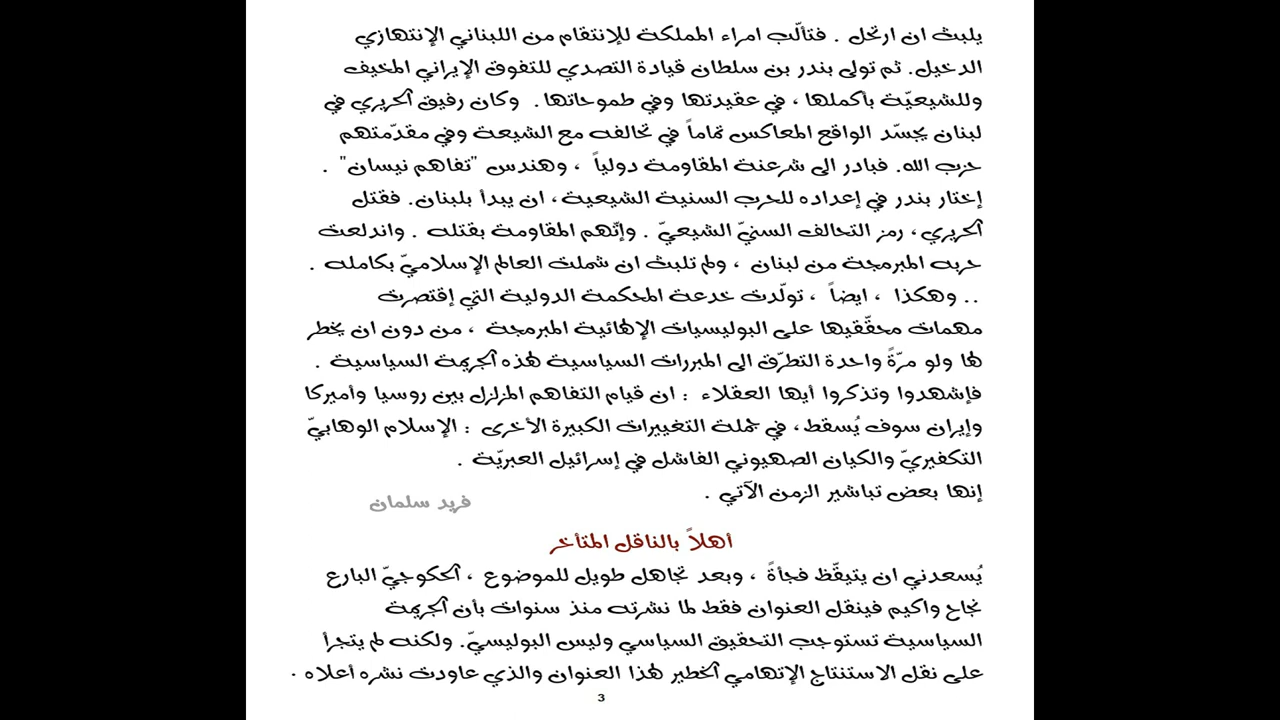 يلبث ان ارتحل . فتألّب امراء المملكة للإنتقام من اللبناني الإنتهازي
الدخيل. ثم تولى بندر بن سلطان قيادة التصدي للتفوق الإيراني المخيف
وللشيعيّة بأكملها ، في عقيدتها وفي طموحاتها . وكان رفيق الحريري في
لبنان يجسّد الواقع المعاكس تماماً في تحالفه مع الشيعة وفي مقدّمتهم
حزب الله. فبادر الى شرعنة المقاومة دولياً ، وهندس "تفاهم نيسان" .
إختار بندر في إعداده للحرب السنية الشيعية ، ان يبدأ بلبنان. فقتل
الحريري ، رمز التحالف السنيّ الشيعيّ . وإتّهم المقاومة بقتله . واندلعت
حربه المبرمجة من لبنان ، ولم تلبث ان شملت العالم الإسلاميّ بكامله .
.. وهكذا ، ايضاً ، تولّدت خدعة المحكمة الدولية التي إقتصرت
مهمات محقّقيها على البوليسيات الإلهائية المبرمجة ، من دون ان يخطر
لها ولو مرّةً واحدة التطرّق الى المبررات السياسية لهذه الجريمة السياسية .
فإشهدوا وتذكروا أيها العقلاء : ان قيام التفاهم المزلزل بين روسيا وأميركا
وإيران سوف يُسقط ، في جملة التغييرات الكبيرة الأخرى : الإسلام الوهابيّ
التكفيريّ والكيان الصهيوني الفاشل في إسرائيل العبريّة .
إنها بعض تباشير الزمن الآتي .
فريد سلمان
أهلاً بالناقل المتأخر
يُسعدني ان يتيقّظ فجأةً ، وبعد تجاهل طويل للموضوع ، الحكوجيّ البارع
نجاح واكيم فينقل العنوان فقط لما نشرته منذ سنوات بأن الجريمة
السياسية تستوجب التحقيق السياسي وليس البوليسيّ. ولكنه لم يتجرأ
على نقل الاستنتاج الإتهامي الخطير لهذا العنوان والذي عاودت نشره أعلاه .
3